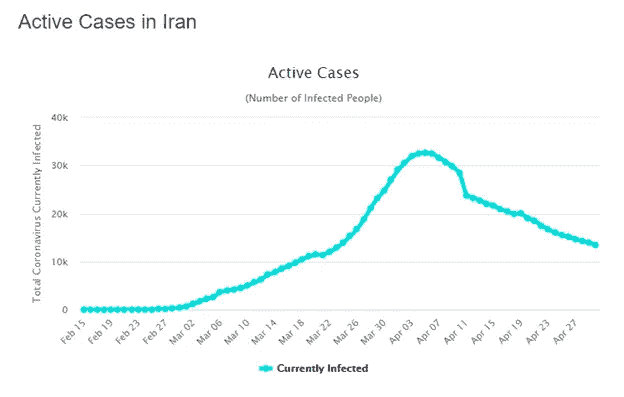 Active Cases in Iran
Active Cases
(Number of Infected People)
Total Coronavirus Currently Infected
40k
30k
20k
10k
0
Feb 15
Feb 19
Feb 23
Feb 27
Mar 02
Mar 06
Mar 10
Mar 14
Mar 18
Mar 22
Mar 26
Mar 30
Apr 03
Apr 07
Apr 11
Apr 15
Apr 19
Apr 23
Apr 27
Currently Infected